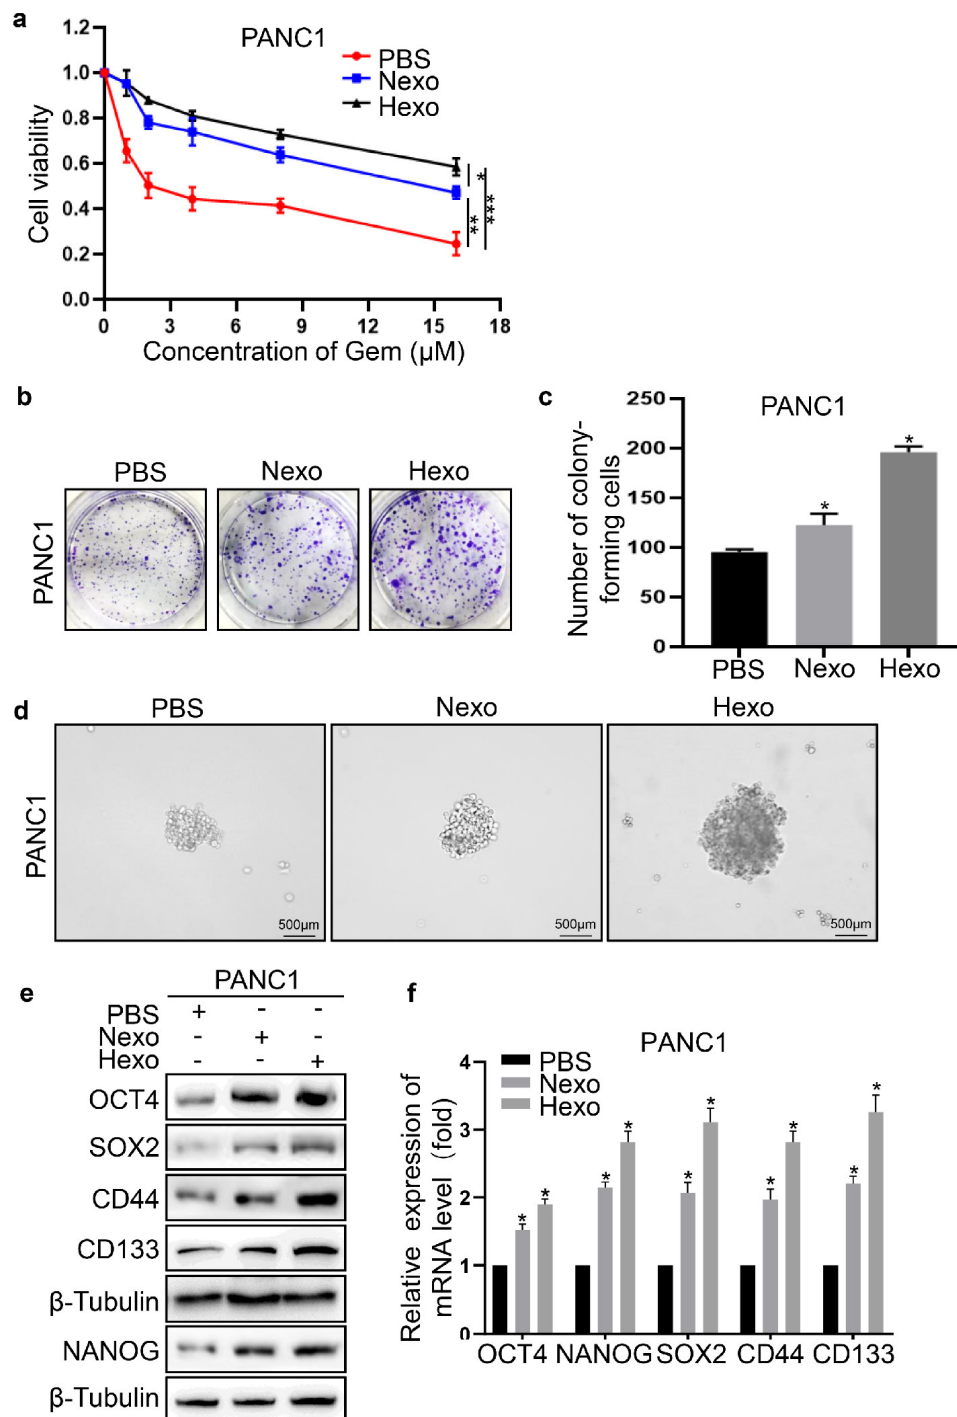 a
PANC1
PBS
Nexo
Hexo
Cell viability
1.2
1.0
0.8
0.6
0.4
0.2
0.0
*
**
***
0 3 6 9 12 15 18
Concentration of Gem (µM)
b
PBS Nexo Hexo
PANC1
c
PANC1
Number of colony-
forming cells
250
200
150
100
50
0
* *
PBS Nexo Hexo
d
PBS Nexo Hexo
PANC1
500µm 500µm 500µm
e
PANC1
PBS + - -
Nexo - + -
Hexo - - +
OCT4
SOX2
CD44
CD133
β-Tubulin
NANOG
β-Tubulin
f
PANC1
PBS
Nexo
Hexo
Relative expression of
mRNA level (fold)
4
3
2
1
0
* * * * * * * * * *
OCT4 NANOG SOX2 CD44 CD133